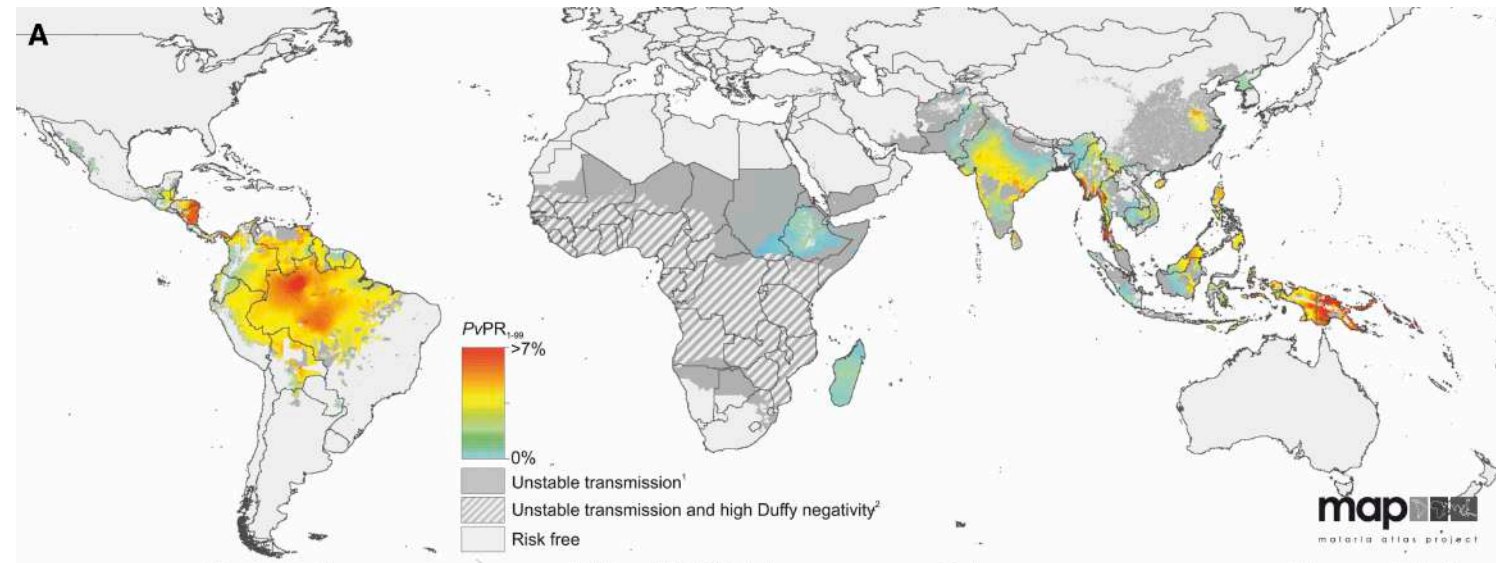 A
PvPR1-99
>7%
0%
Unstable transmission1
Unstable transmission and high Duffy negativity2
Risk free
map
malaria atlas project